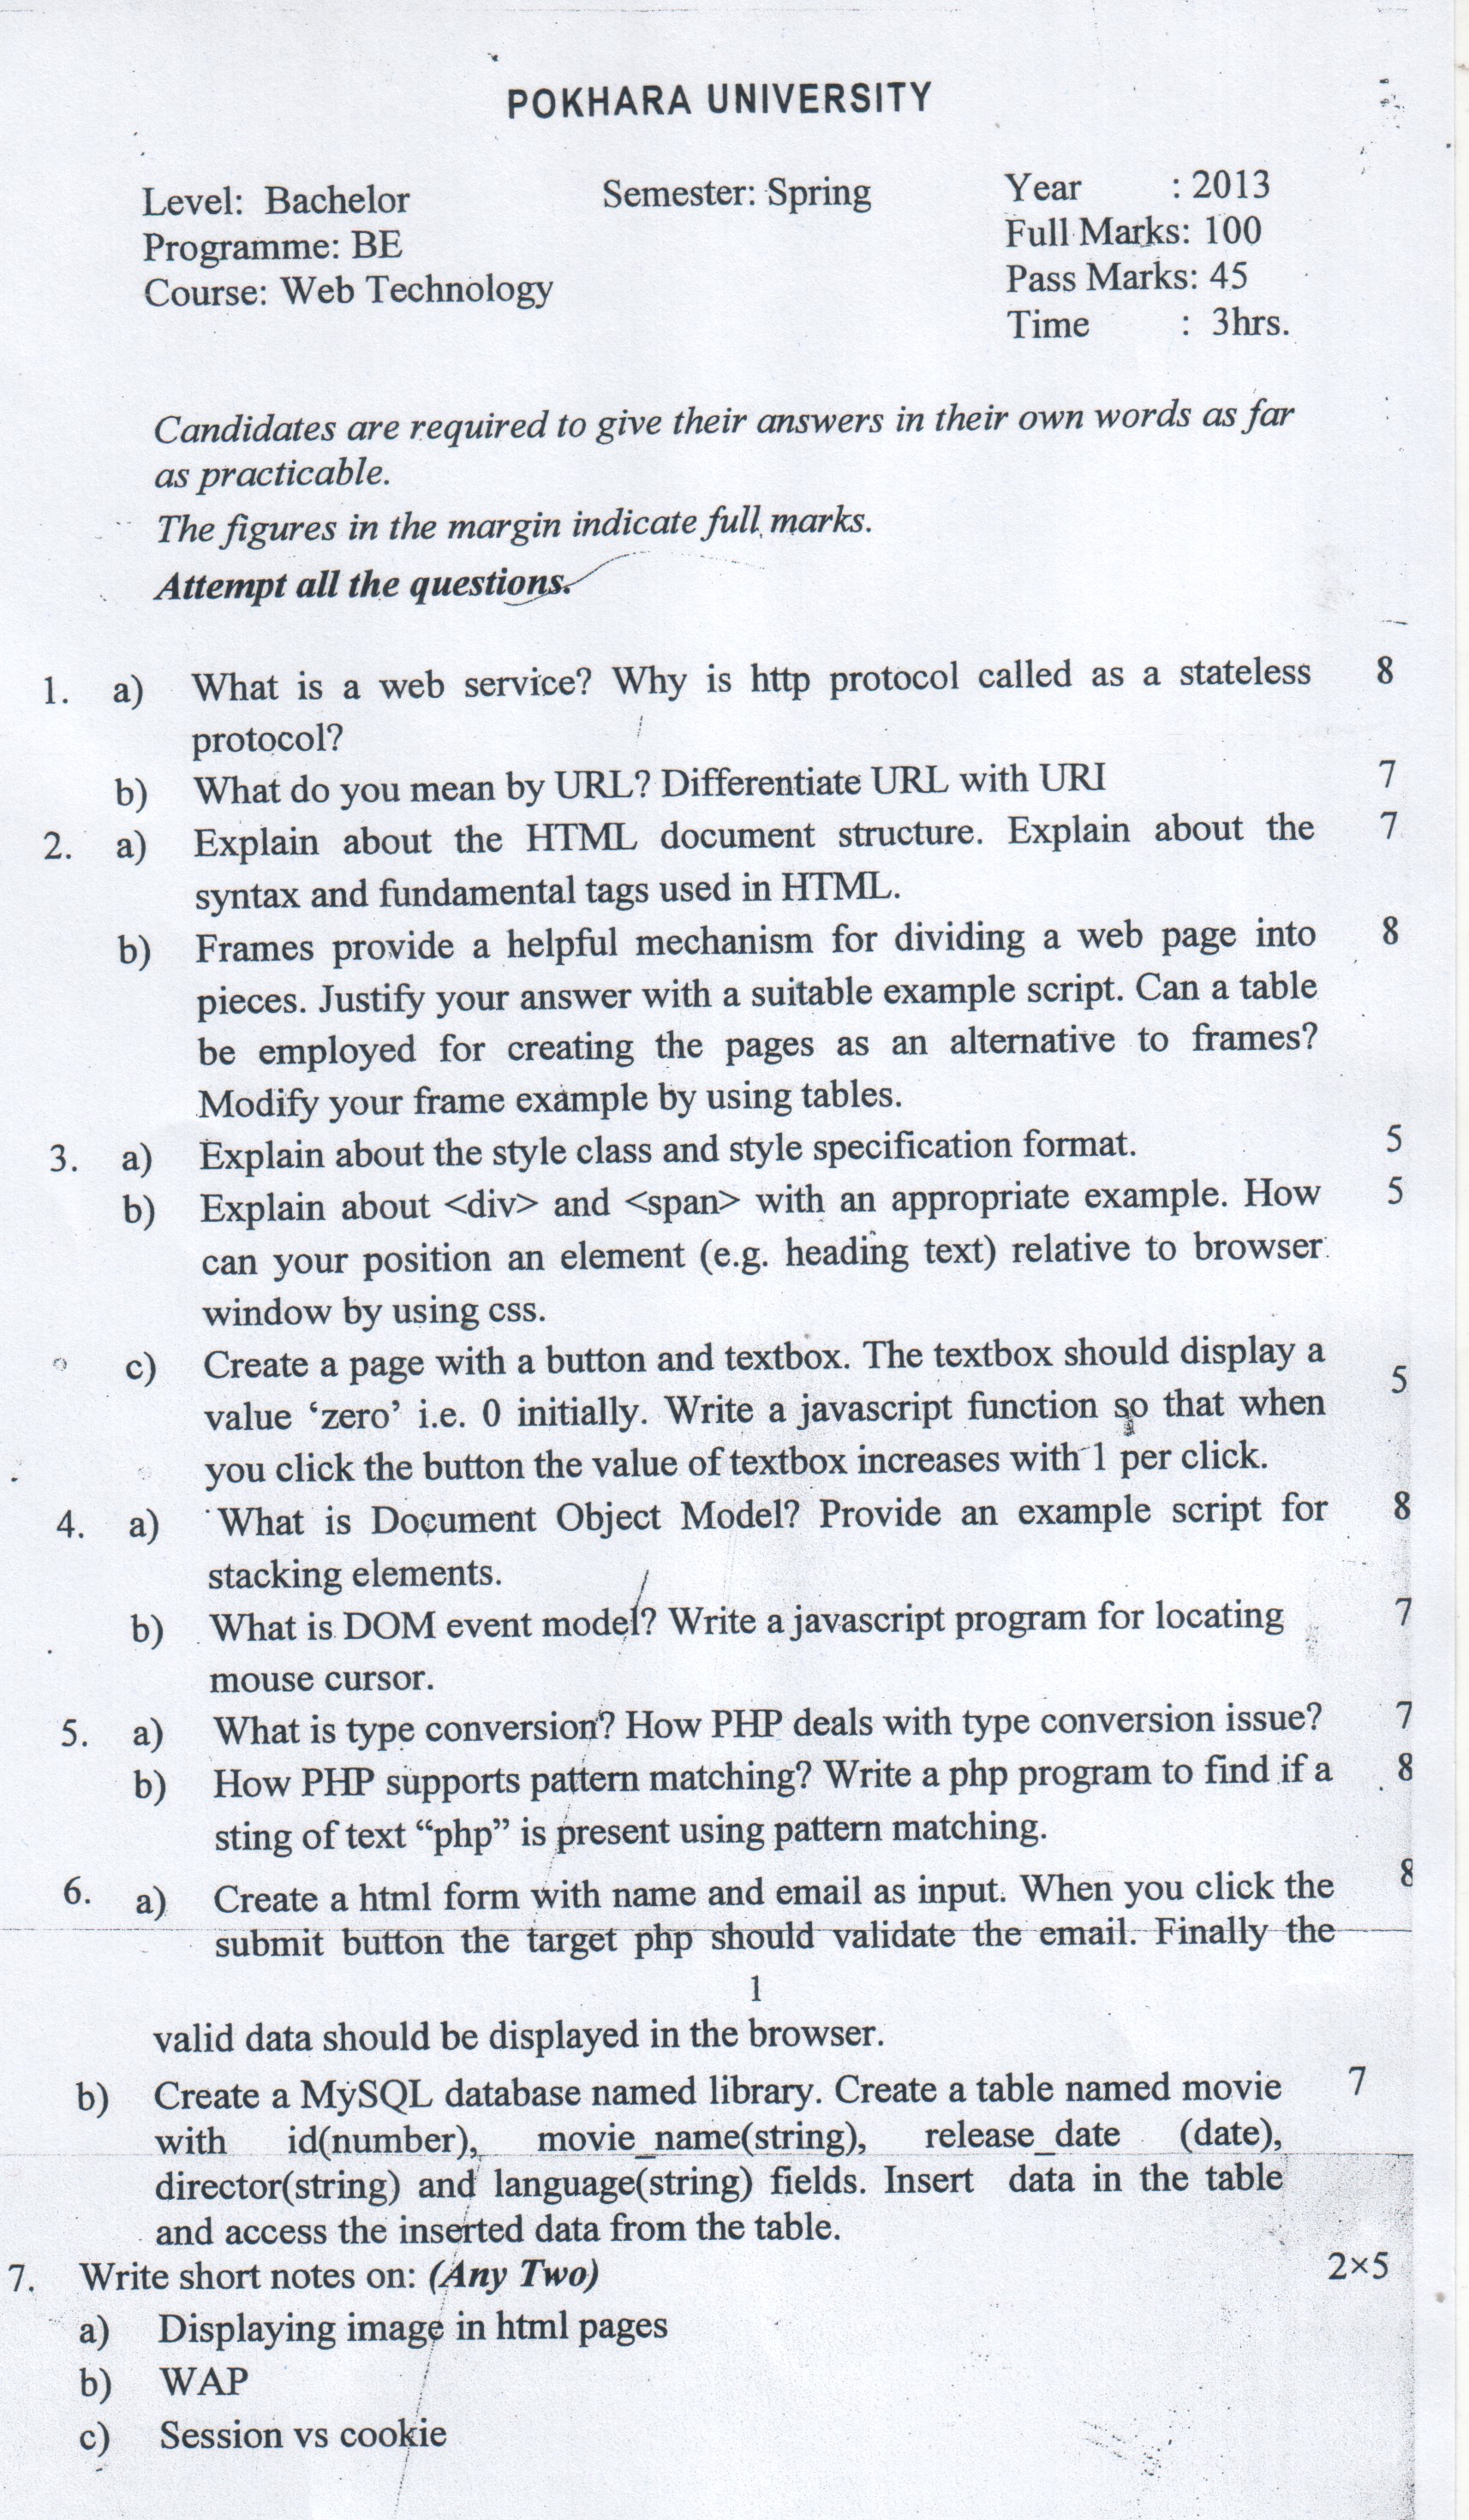 POKHARA UNIVERSITY
Level: Bachelor Semester: Spring Year : 2013
Programme: BE Full Marks: 100
Course: Web Technology Pass Marks: 45
Time : 3hrs.
Candidates are required to give their answers in their own words as far
as practicable.
The figures in the margin indicate full marks.
Attempt all the questions.
1. a) What is a web service? Why is http protocol called as a stateless 8
protocol?
b) What do you mean by URL? Differentiate URL with URI 7
2. a) Explain about the HTML document structure. Explain about the 7
syntax and fundamental tags used in HTML.
b) Frames provide a helpful mechanism for dividing a web page into 8
pieces. Justify your answer with a suitable example script. Can a table
be employed for creating the pages as an alternative to frames?
Modify your frame example by using tables.
3. a) Explain about the style class and style specification format. 5
b) Explain about <div> and <span> with an appropriate example. How 5
can your position an element (e.g. heading text) relative to browser
window by using css.
c) Create a page with a button and textbox. The textbox should display a 5
value ‘zero’ i.e. 0 initially. Write a javascript function so that when
you click the button the value of textbox increases with 1 per click.
4. a) What is Document Object Model? Provide an example script for 8
stacking elements.
b) What is DOM event model? Write a javascript program for locating 7
mouse cursor.
5. a) What is type conversion? How PHP deals with type conversion issue? 7
b) How PHP supports pattern matching? Write a php program to find if a 8
sting of text “php” is present using pattern matching.
6. a) Create a html form with name and email as input. When you click the 8
submit button the target php should validate the email. Finally the
1
valid data should be displayed in the browser.
b) Create a MySQL database named library. Create a table named movie 7
with id(number), movie_name(string), release_date (date),
director(string) and language(string) fields. Insert data in the table
and access the inserted data from the table.
7. Write short notes on: (Any Two) 2×5
a) Displaying image in html pages
b) WAP
c) Session vs cookie